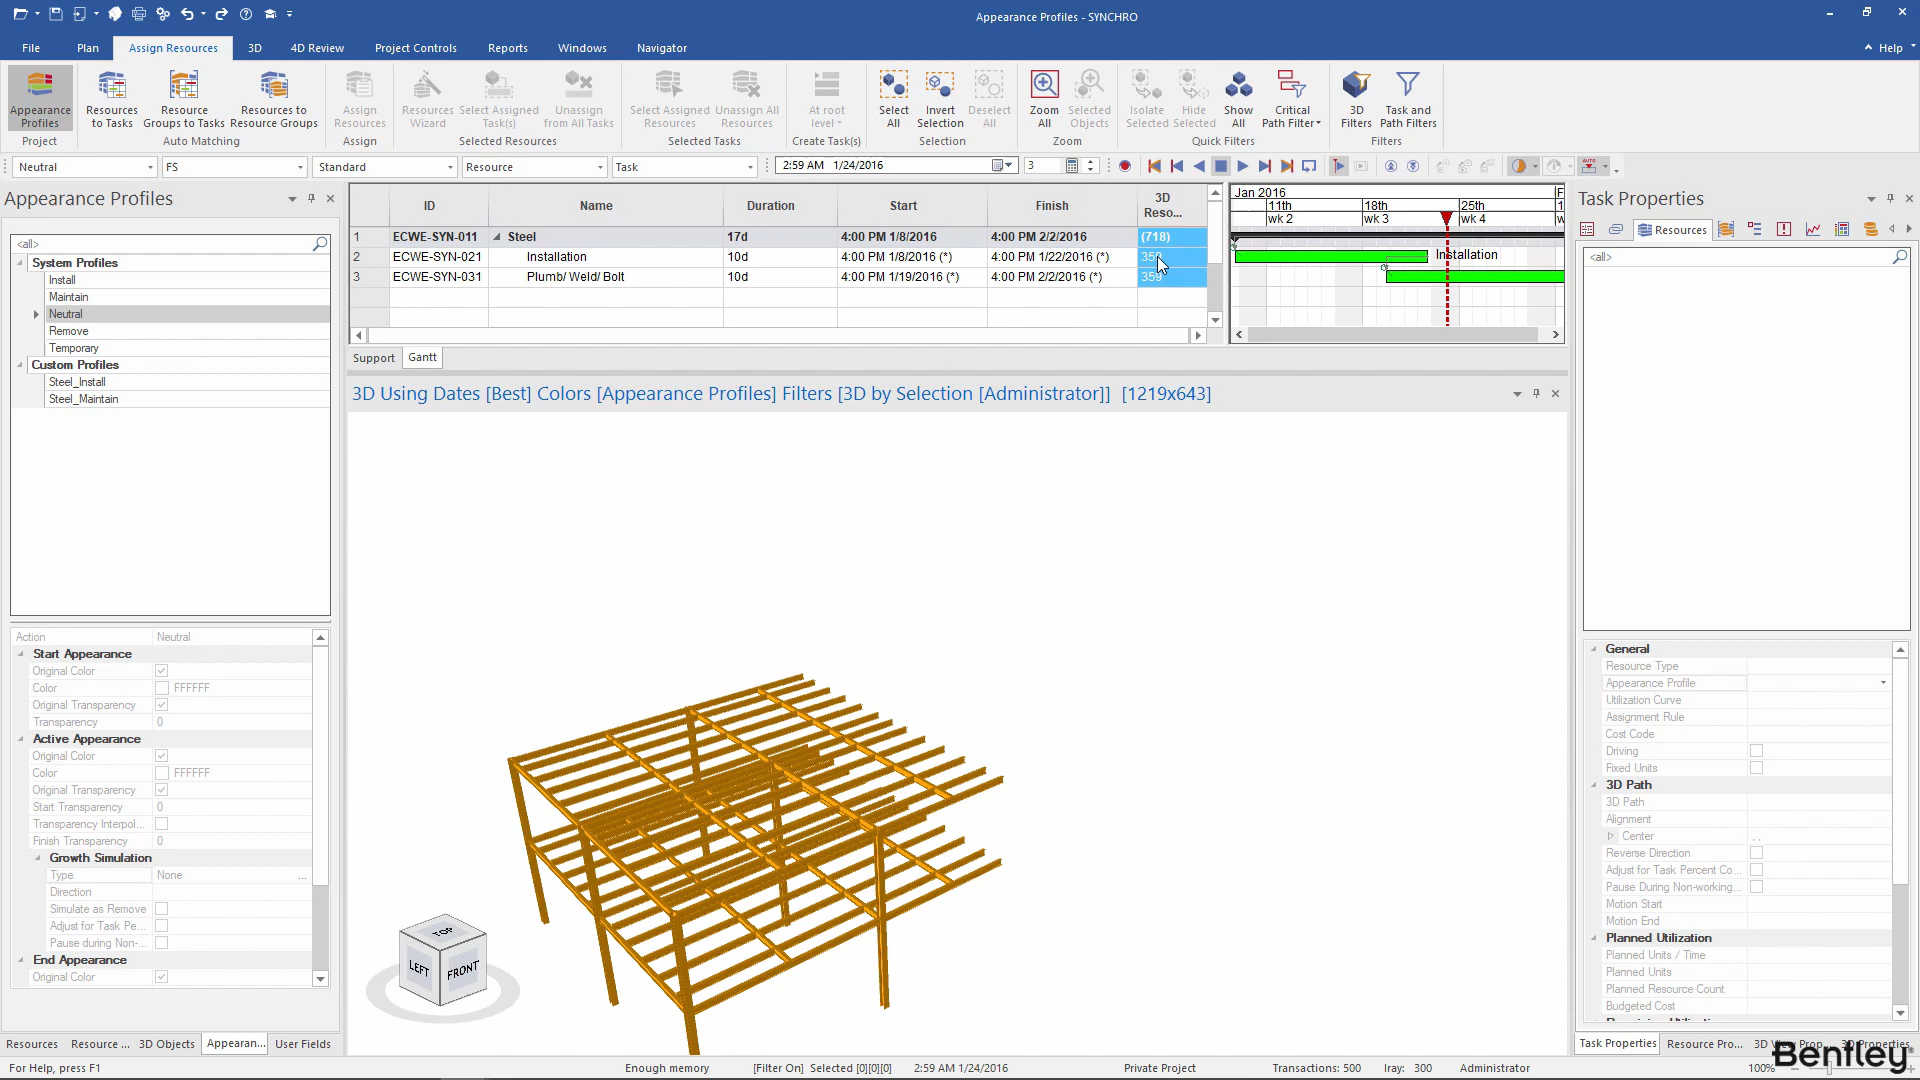 Appearance Profiles - SYNCHRO
File Plan Assign Resources 3D 4D Review Project Controls Reports Windows Navigator Help
Appearance Profiles
Resources to Tasks
Resource Groups to Tasks
Resources to Resource Groups
Assign Resources
Resources Wizard
Select Assigned Task(s)
Unassign from All Tasks
Select Assigned Resources
Unassign All Resources
At root level
Select All
Invert Selection
Deselect All
Zoom All
Selected Objects
Isolate Selected
Hide Selected
Show All
Critical Path Filter
3D Filters
Task and Path Filters
Project Auto Matching Assign Selected Resources Selected Tasks Create Task(s) Selection Zoom Quick Filters Filters
Neutral FS Standard Resource Task 2:59 AM 1/24/2016 3
Appearance Profiles
<all>
System Profiles
Install
Maintain
Neutral
Remove
Temporary
Custom Profiles
Steel_Install
Steel_Maintain
Action Neutral
Start Appearance
Original Color
Color FFFFFF
Original Transparency
Transparency 0
Active Appearance
Original Color
Color FFFFFF
Original Transparency
Start Transparency 0
Transparency Interpol...
Finish Transparency 0
Growth Simulation
Type None ...
Direction
Simulate as Remove
Adjust for Task Pe...
Pause during Non-...
End Appearance
Original Color
Resources Resource ... 3D Objects Appearan... User Fields
ID Name Duration Start Finish 3D Reso...
1 ECWE-SYN-011 Steel 17d 4:00 PM 1/8/2016 4:00 PM 2/2/2016 (718)
2 ECWE-SYN-021 Installation 10d 4:00 PM 1/8/2016 (*) 4:00 PM 1/22/2016 (*)
3 ECWE-SYN-031 Plumb/ Weld/ Bolt 10d 4:00 PM 1/19/2016 (*) 4:00 PM 2/2/2016 (*) 359
Jan 2016 F
11th 18th 25th 1
wk 2 wk 3 wk 4 w
Installation
Support Gantt
3D Using Dates [Best] Colors [Appearance Profiles] Filters [3D by Selection [Administrator]] [1219x643]
TOP
LEFT
FRONT
Task Properties
Resources
<all>
General
Resource Type
Appearance Profile
Utilization Curve
Assignment Rule
Cost Code
Driving
Fixed Units
3D Path
3D Path
Alignment
Center . .
Reverse Direction
Adjust for Task Percent Co...
Pause During Non-working...
Motion Start
Motion End
Planned Utilization
Planned Units / Time
Planned Units
Planned Resource Count
Budgeted Cost
Task Properties Resource Pro...
Bentley
For Help, press F1 Enough memory [Filter On] Selected [0][0][0] 2:59 AM 1/24/2016 Private Project Transactions: 500 Iray: 300 Administrator 100%